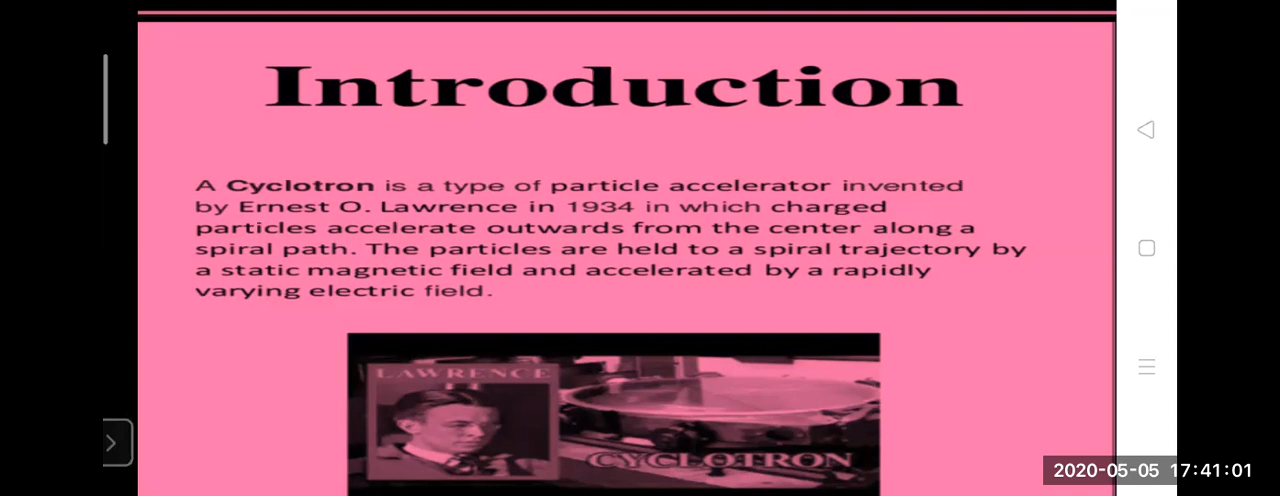 Introduction
A Cyclotron is a type of particle accelerator invented
by Ernest O. Lawrence in 1934 in which charged
particles accelerate outwards from the center along a
spiral path. The particles are held to a spiral trajectory by
a static magnetic field and accelerated by a rapidly
varying electric field.
LAWRENCE
CYCLOTRON
2020-05-05 17:41:01